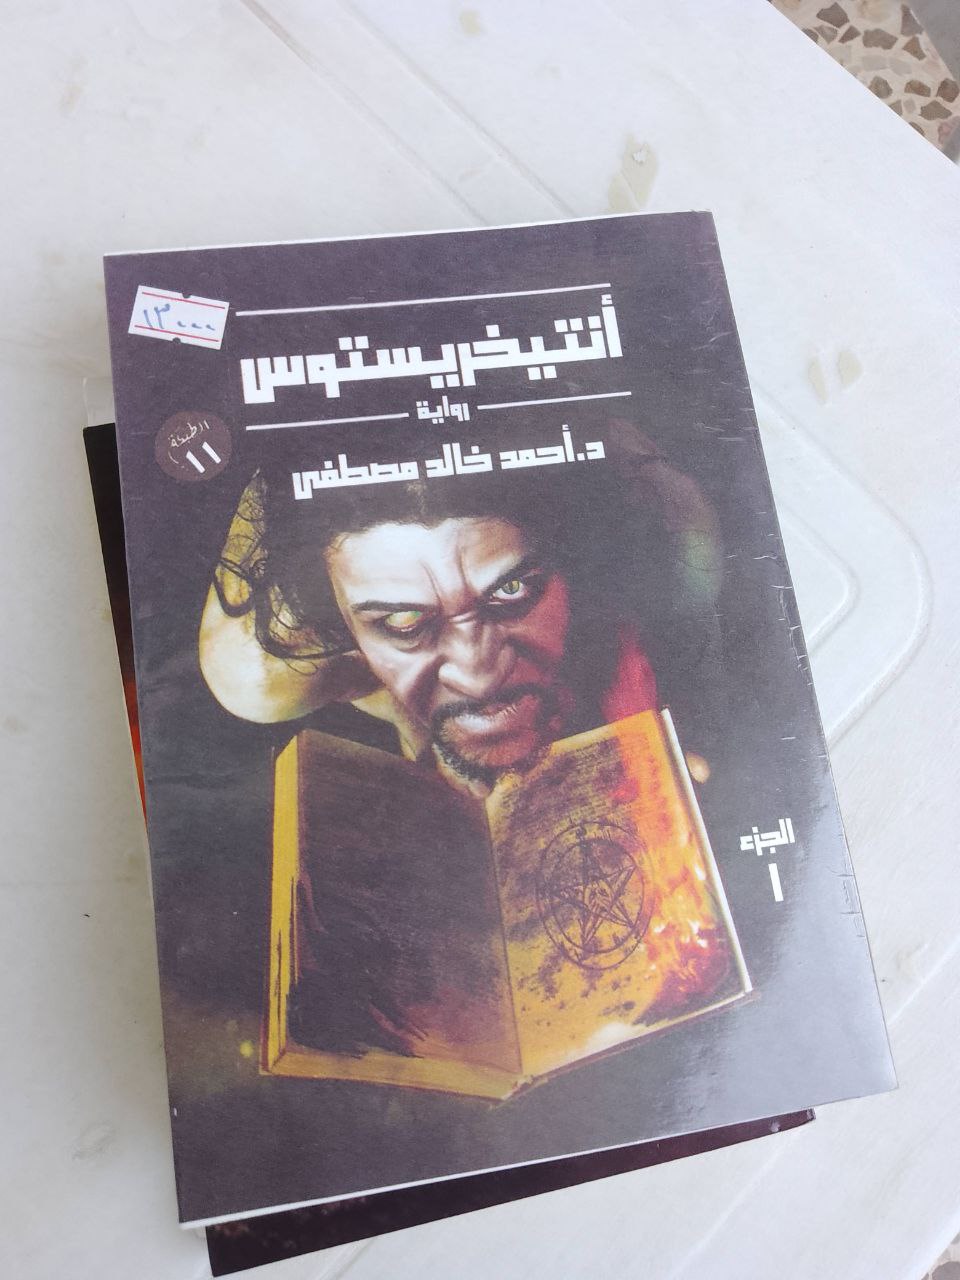 ١٣٠٠٠
أنتيخريستوس
رواية
الطبعة
١١
د.أحمد خالد مصطفى
الجزء
١